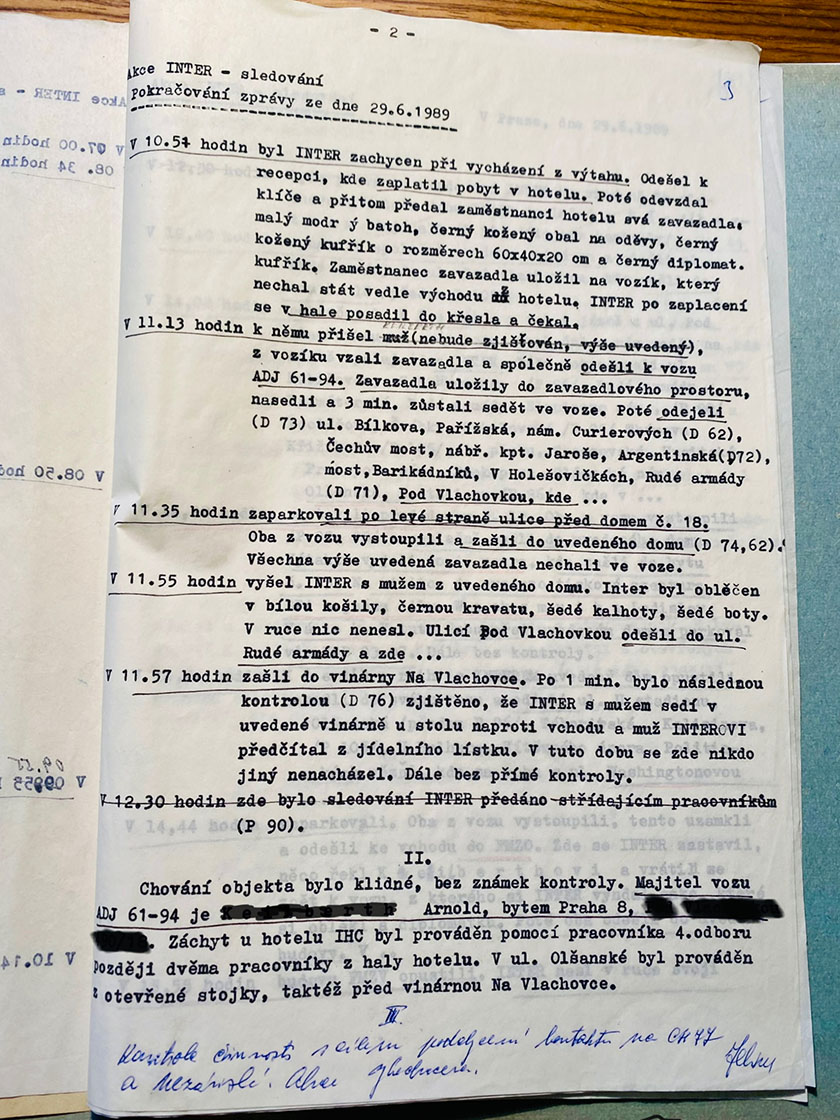 - 2 -
3
Akce INTER - sledování
Pokračování zprávy ze dne 29.6.1989
V 10.51 hodin byl INTER zachycen při vycházení z výtahu. Odešel k
recepci, kde zaplatil pobyt v hotelu. Poté odevzdal
klíče a přitom předal zaměstnanci hotelu svá zavazadla.
malý modr ý batoh, černý kožený obal na oděvy, černý
kožený kufřík o rozměrech 60x40x20 cm a černý diplomat.
kufřík. Zaměstnanec zavazadla uložil na vozík, který
nechal stát vedle východu hotelu. INTER po zaplacení
se v hale posadil do křesla a čekal.
V 11.13 hodin k němu přišel muž(nebude zjišťován, výše uvedený),
z vozíku vzali zavazadla a společně odešli k vozu
ADJ 61-94. Zavazadla uložily do zavazadlového prostoru,
nasedli a 3 min. zůstali sedět ve voze. Poté odejeli
(D 73) ul. Bílkova, Pařížská, nám. Curierových (D 62),
Čechův most, nábř. kpt. Jaroše, Argentinská(D72),
most,Barikádníků, V Holešovičkách, Rudé armády
(D 71), Pod Vlachovkou, kde ...
V 11.35 hodin zaparkovali po levé straně ulice před domem č. 18.
Oba z vozu vystoupili a zašli do uvedeného domu (D 74,62).
Všechna výše uvedená zavazadla nechali ve voze.
V 11.55 hodin vyšel INTER s mužem z uvedeného domu. Inter byl oblečen
v bílou košily, černou kravatu, šedé kalhoty, šedé boty.
V ruce nic nenesl. Ulicí Pod Vlachovkou odešli do ul.
Rudé armády a zde ...
V 11.57 hodin zašli do vinárny Na Vlachovce. Po 1 min. bylo následnou
kontrolou (D 76) zjištěno, že INTER s mužem sedí v
uvedené vinárně u stolu naproti vchodu a muž INTEROVI
předčítal z jídelního lístku. V tuto dobu se zde nikdo
jiný nenacházel. Dále bez přímé kontroly.
V 12.30 hodin zde bylo sledování INTER předáno střídajícím pracovníkům
(P 90).
II.
Chování objekta bylo klidné, bez známek kontroly. Majitel vozu
ADJ 61-94 je Arnold, bytem Praha 8,
Záchyt u hotelu IHC byl prováděn pomocí pracovníka 4.odboru
později dvěma pracovníky z haly hotelu. V ul. Olšanské byl prováděn
z otevřené stojky, taktéž před vinárnou Na Vlachovce.
III.
Kontrola činnosti s cílem podchycení kontaktů na CH77
a Nezávislé. Akce